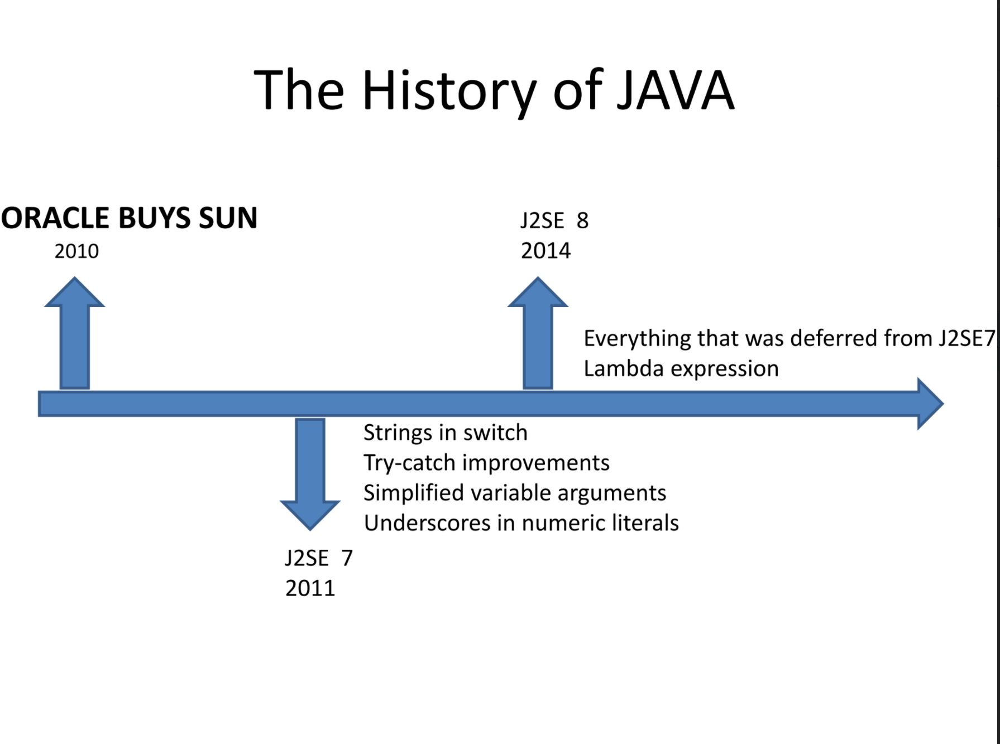 The History of JAVA
ORACLE BUYS SUN
2010
J2SE  8
2014
Everything that was deferred from J2SE7
Lambda expression
Strings in switch
Try-catch improvements
Simplified variable arguments
Underscores in numeric literals
J2SE  7
2011